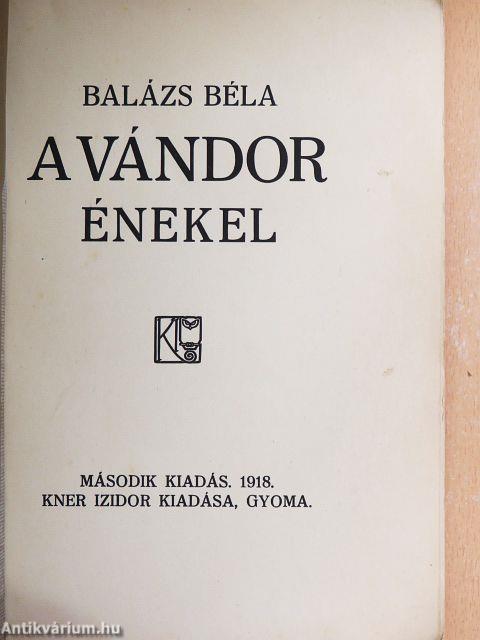 BALÁZS BÉLA
A VÁNDOR
ÉNEKEL
MÁSODIK KIADÁS. 1918.
KNER IZIDOR KIADÁSA, GYOMA.
Antikvárium.hu